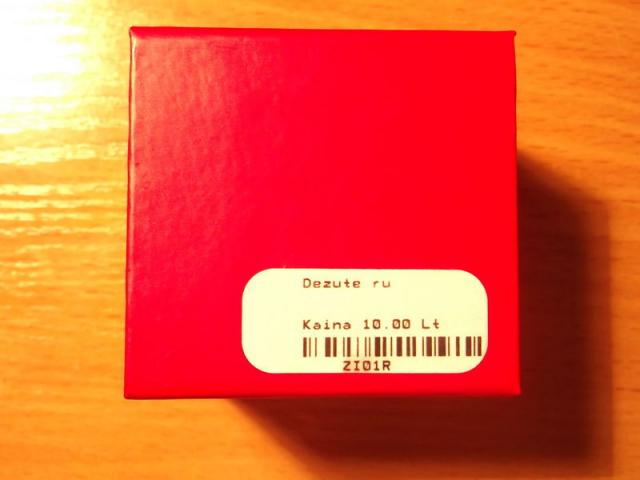 Dezute ru
Kaina 10.00 Lt
ZI01R